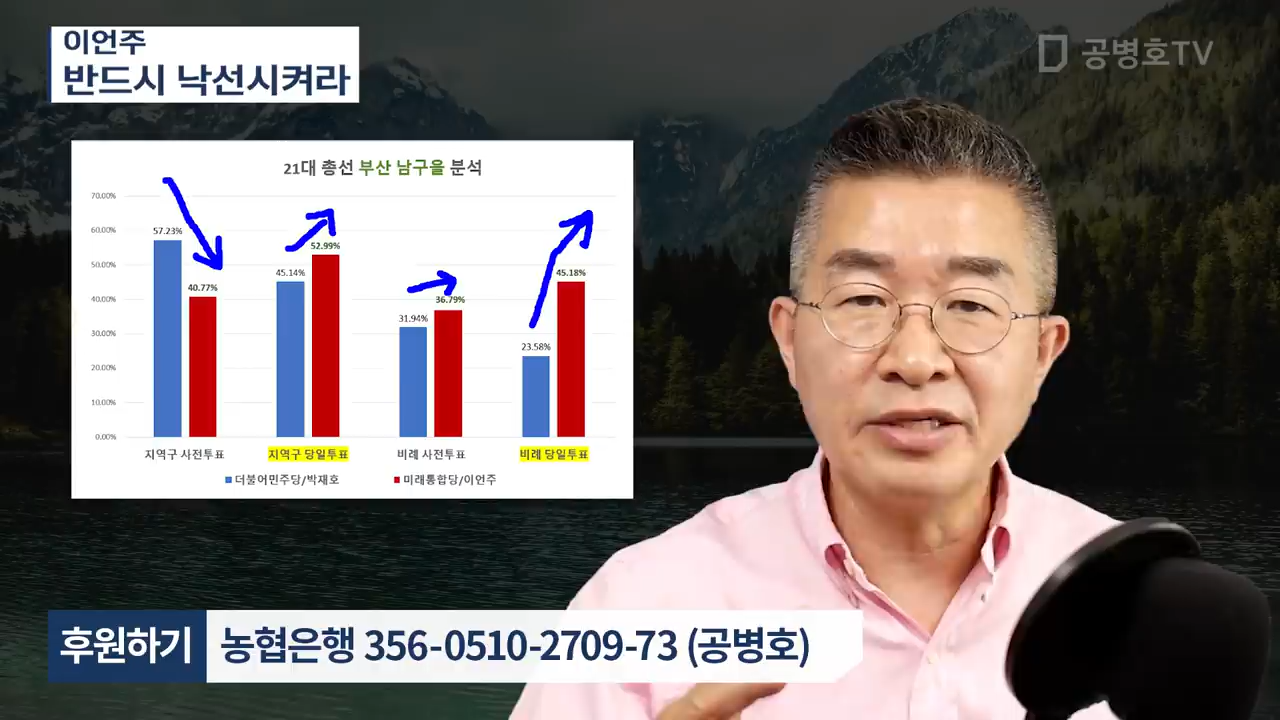 이언주
반드시 낙선시켜라
공병호TV
21대 총선 부산 남구을 분석
70.00%
60.00%
50.00%
40.00%
30.00%
20.00%
10.00%
0.00%
57.23%
40.77%
45.14%
52.99%
31.94%
36.79%
23.58%
45.18%
지역구 사전투표
지역구 당일투표
비례 사전투표
비례 당일투표
더불어민주당/박재호
미래통합당/이언주
후원하기
농협은행 356-0510-2709-73 (공병호)